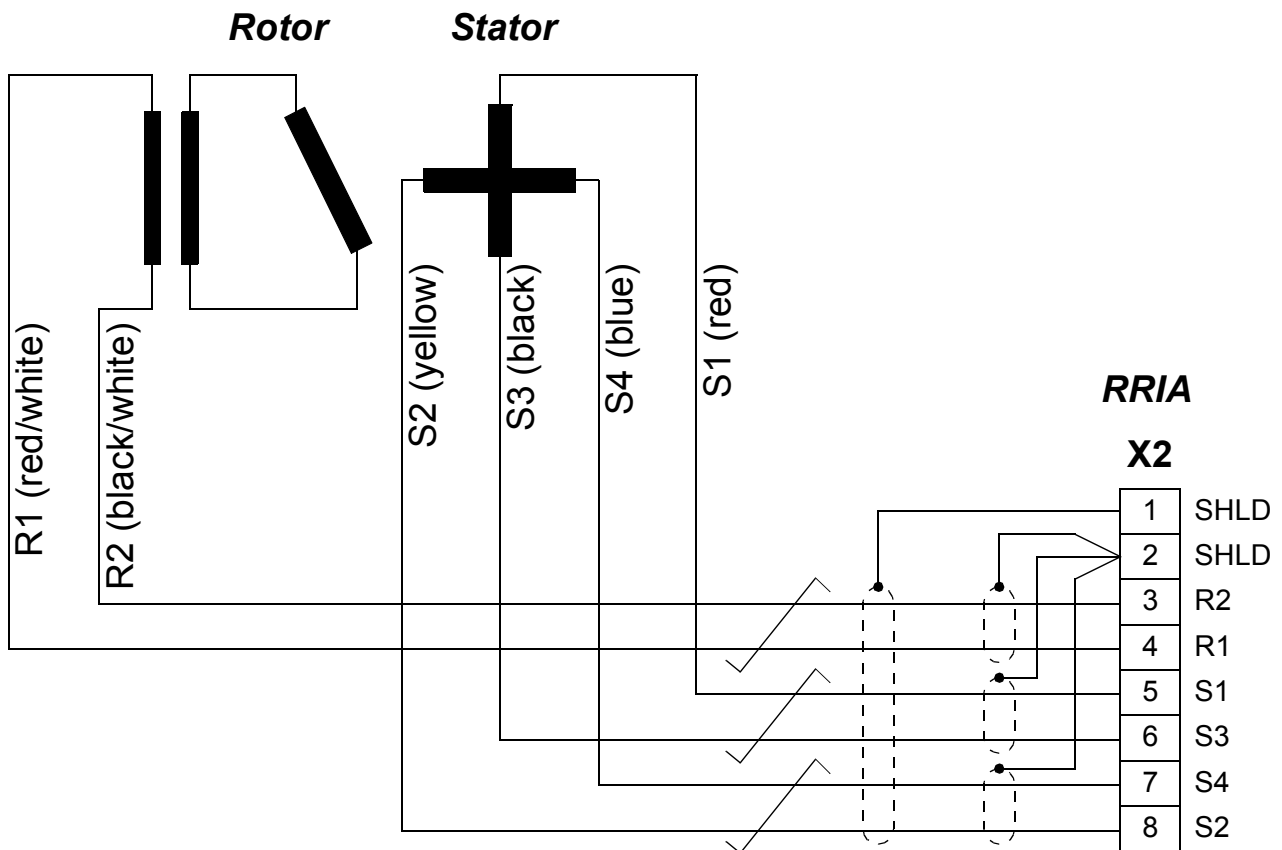 Rotor
Stator
R1 (red/white)
R2 (black/white)
S2 (yellow)
S3 (black)
S4 (blue)
S1 (red)
RRIA
X2
1 SHLD
2 SHLD
3 R2
4 R1
5 S1
6 S3
7 S4
8 S2